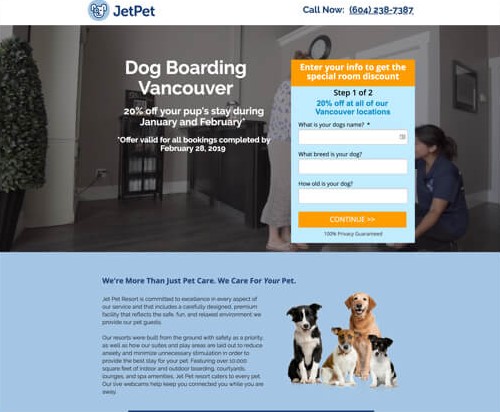 JetPet
Call Now: (604) 238-7387
Dog Boarding
Vancouver
20% off your pup's stay during
January and February*
*Offer valid for all bookings completed by
February 28, 2019
Enter your info to get the
special room discount
Step 1 of 2
20% off at all of our
Vancouver locations
What is your dogs name? *
What breed is your dog?
How old is your dog?
CONTINUE >>
100% Privacy Guaranteed
We're More Than Just Pet Care. We Care For Your Pet.
Jet Pet Resort is committed to excellence in every aspect of
our service and that includes a carefully designed, premium
facility that reflects the safe, fun, and relaxed environment we
provide our pet guests.
Our resorts were built from the ground with safety as a priority,
as well as how our suites and play areas are laid out to reduce
anxiety and minimize unnecessary stimulation in order to
provide the best stay for your pet. Featuring over 10,000
square feet of indoor and outdoor boarding, courtyards,
lounges, and spa amenities, Jet Pet resort caters to every pet.
Our live webcams help keep you connected you while you are
away.